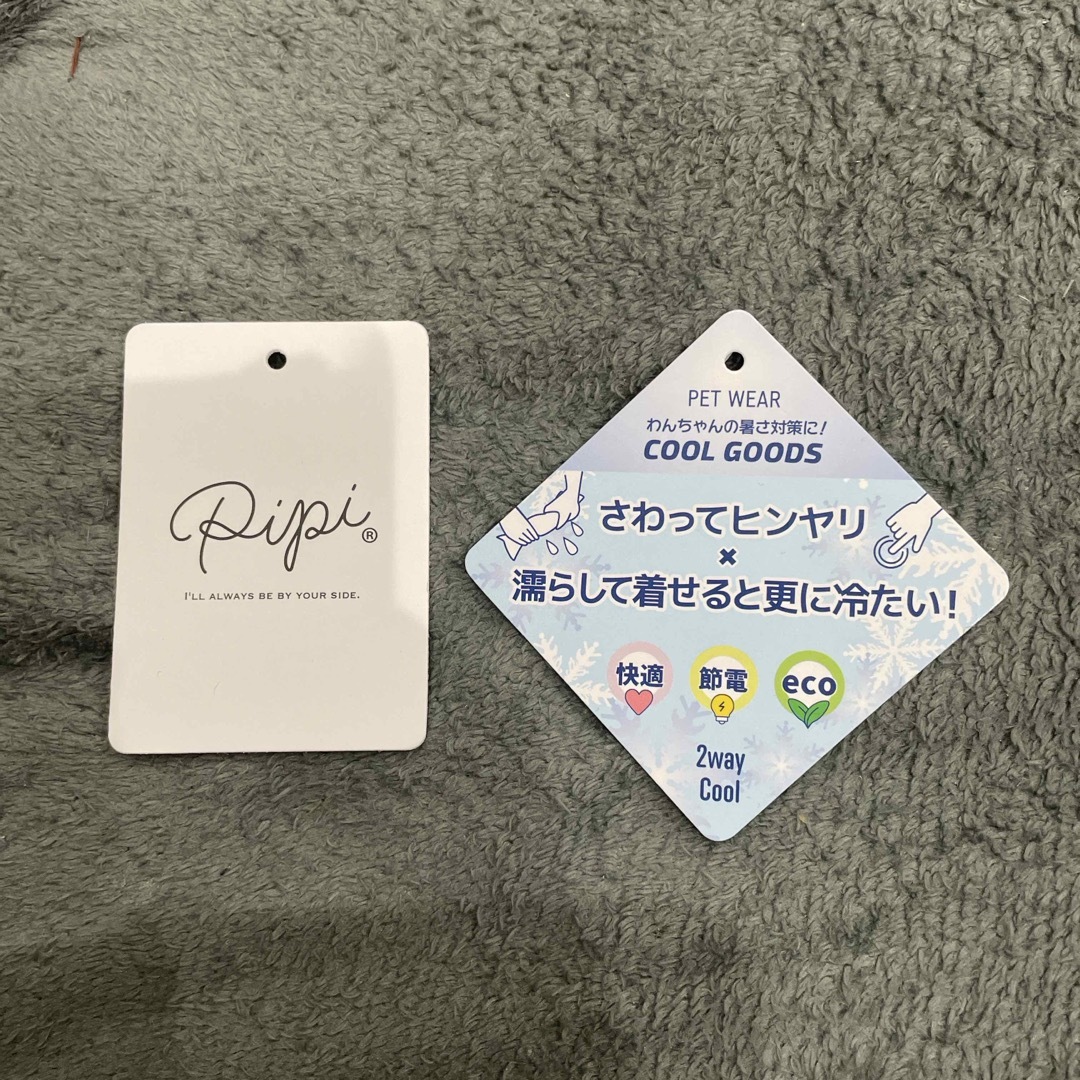 Pipi®
I'LL ALWAYS BE BY YOUR SIDE.
PET WEAR
わんちゃんの暑さ対策に!
COOL GOODS
さわってヒンヤリ
×
濡らして着せると更に冷たい!
快適 節電 eco
2way
Cool